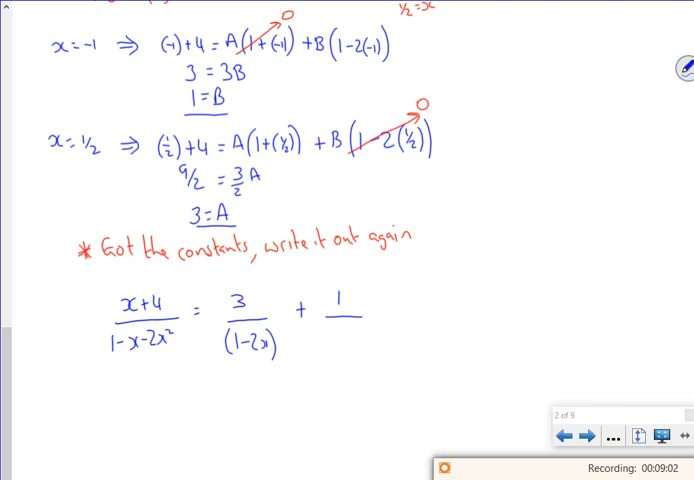 ½=x
0
x=-1 ⇒ (-1)+4 = A(1+(-1)) + B(1-2(-1))
3 = 3B
1 = B
0
x=½ ⇒ (½)+4 = A(1+(½)) + B(1-2(½))
9/2 = 3/2 A
3 = A
* Got the constants, write it out again
x+4 / 1-x-2x² = 3 / (1-2x) + 1 /
2 of 9
...
Recording: 00:09:02